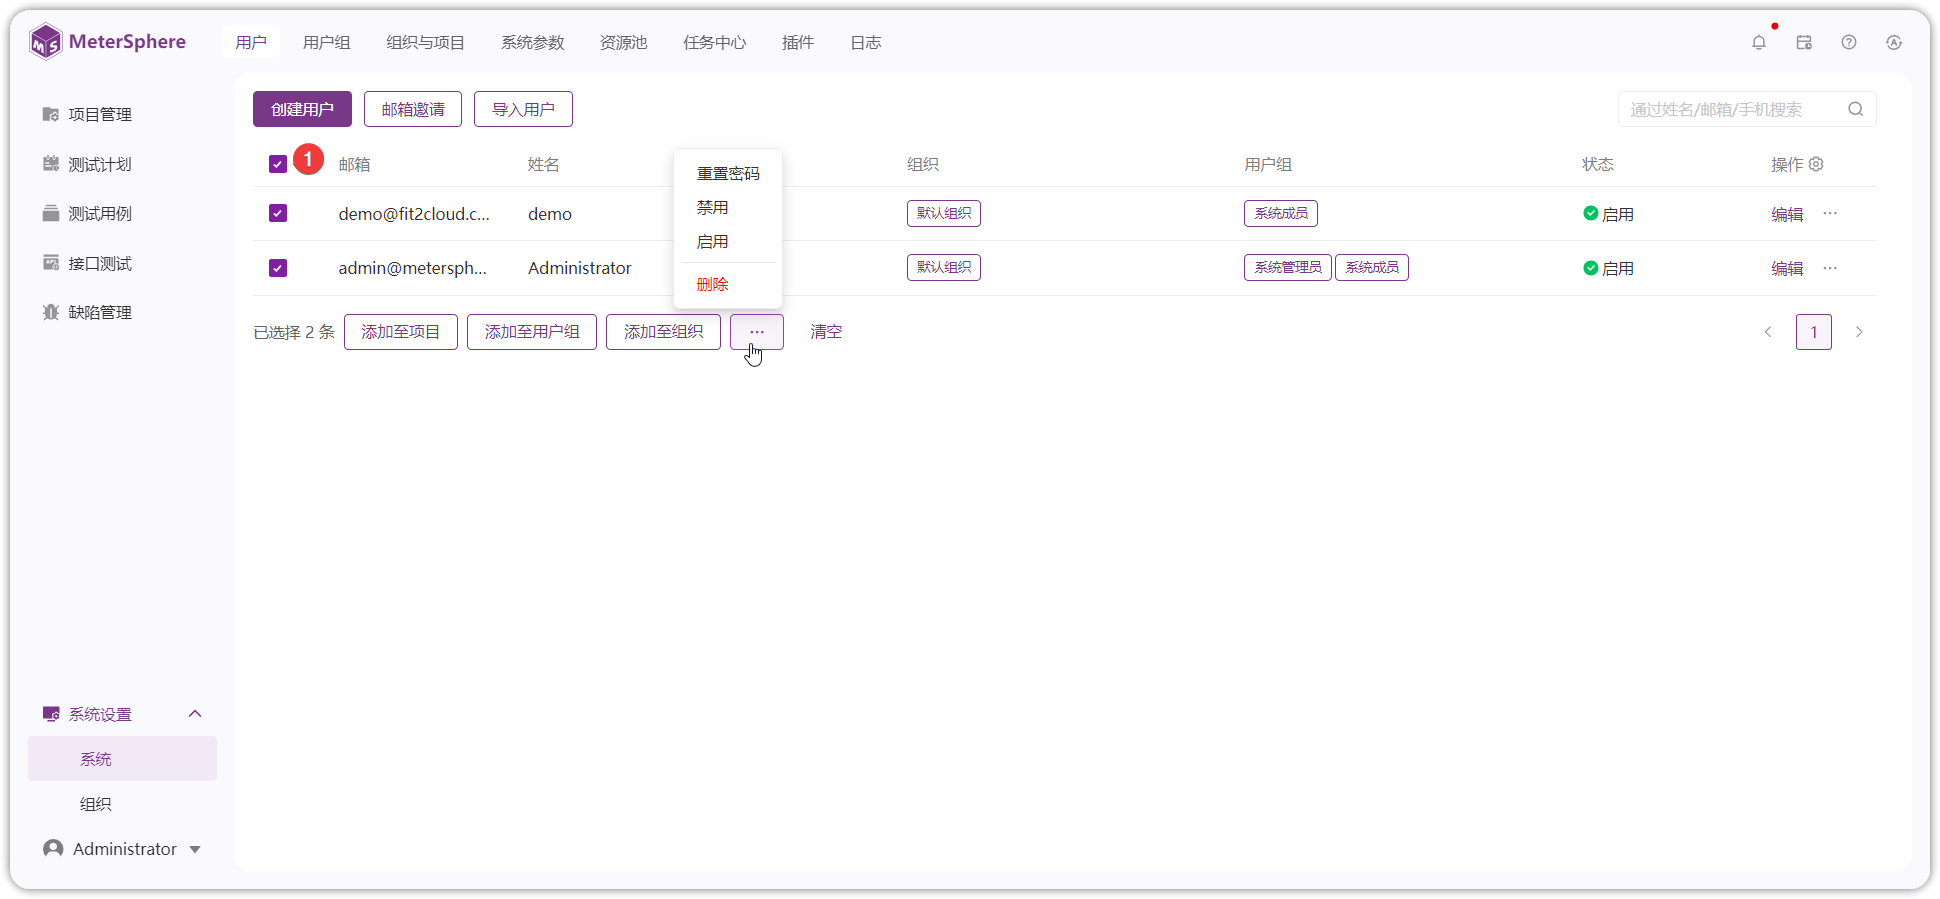 MeterSphere
用户 用户组 组织与项目 系统参数 资源池 任务中心 插件 日志
项目管理
测试计划
测试用例
接口测试
缺陷管理
系统设置
系统
组织
Administrator
创建用户 邮箱邀请 导入用户 通过姓名/邮箱/手机搜索
1 邮箱 姓名 组织 用户组 状态 操作
demo@fit2cloud.c... demo 默认组织 系统成员 启用 编辑 ...
admin@metersph... Administrator 默认组织 系统管理员 系统成员 启用 编辑 ...
重置密码
禁用
启用
删除
已选择 2 条 添加至项目 添加至用户组 添加至组织 ... 清空 1